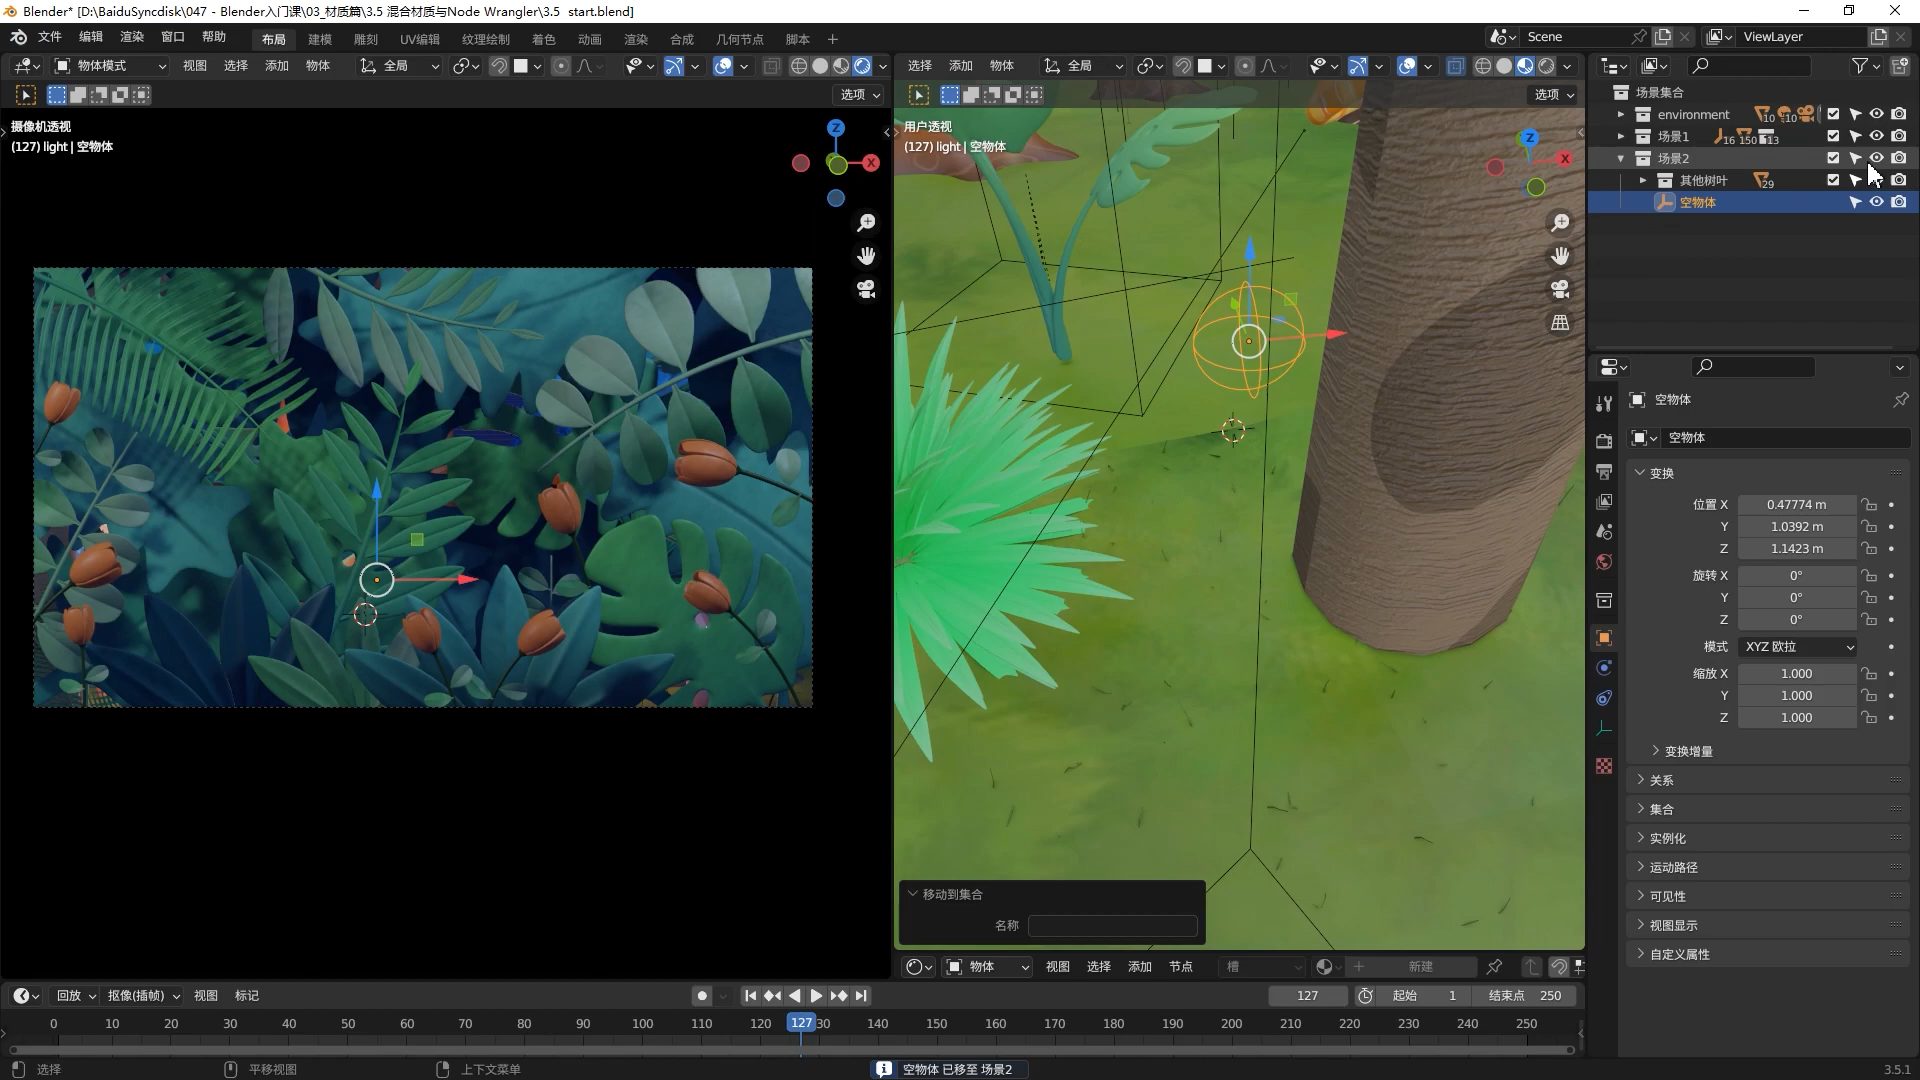 Blender* [D:\BaiduSyncdisk\047 - Blender入门课\03_材质篇\3.5 混合材质与Node Wrangler\3.5  start.blend]
文件 编辑 渲染 窗口 帮助 布局 建模 雕刻 UV编辑 纹理绘制 着色 动画 渲染 合成 几何节点 脚本 + Scene ViewLayer
物体模式 视图 选择 添加 物体 全局 选择 添加 物体 全局
选项 选项
场景集合
摄像机透视
(127) light | 空物体
用户透视
(127) light | 空物体
Z
X
Z
X
environment 10 10
场景1 16 150 13
场景2
其他树叶 29
空物体
空物体
空物体
变换
位置 X 0.47774 m
Y 1.0392 m
Z 1.1423 m
旋转 X 0°
Y 0°
Z 0°
模式 XYZ 欧拉
缩放 X 1.000
Y 1.000
Z 1.000
变换增量
关系
集合
实例化
运动路径
可见性
视图显示
自定义属性
移动到集合
名称
物体 视图 选择 添加 节点 槽 新建
回放 抠像(插帧) 视图 标记 127 起始 1 结束点 250
0 10 20 30 40 50 60 70 80 90 100 110 120 127 30 140 150 160 170 180 190 200 210 220 230 240 250
选择 平移视图 上下文菜单 空物体 已移至 场景2 3.5.1